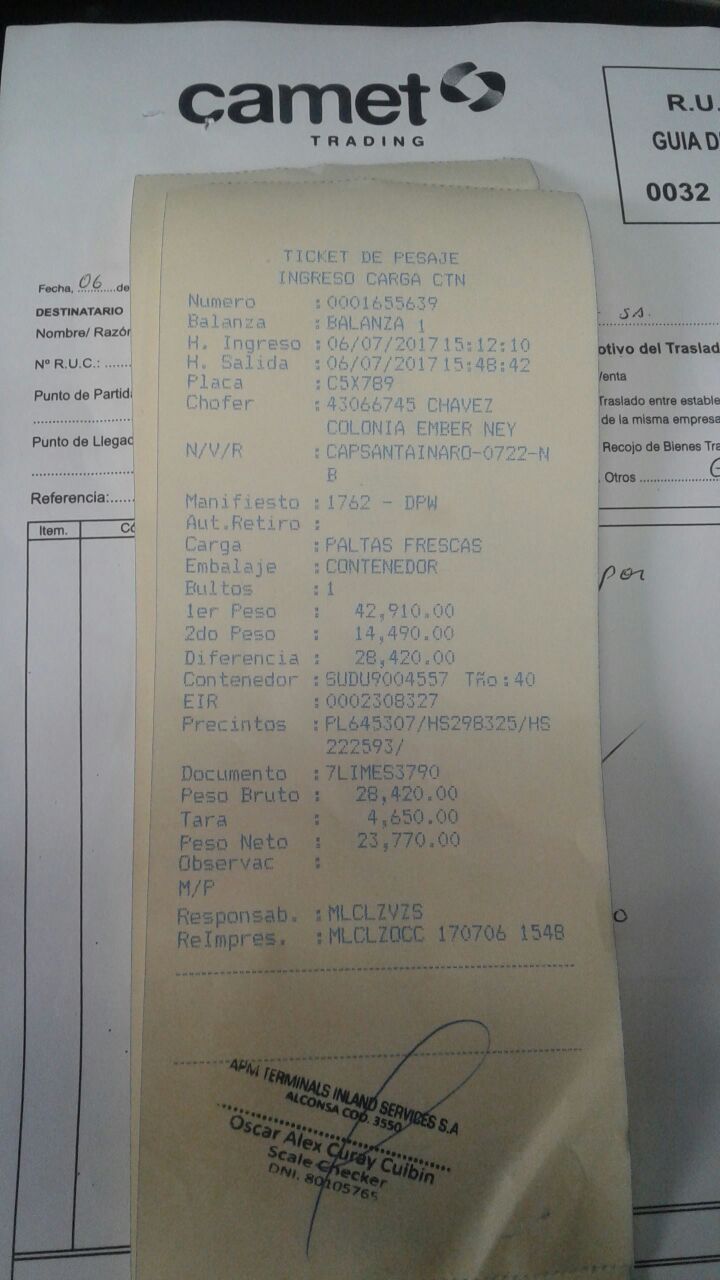 camet
TRADING
R.U.
GUIA D
0032
Fecha, 06 de
DESTINATARIO
Nombre/ Razón
Nº R.U.C.:
Punto de Partida
Punto de Llegad
Referencia:
Item. Có
SA.
otivo del Traslad
Venta
Traslado entre estable
de la misma empresa
Recojo de Bienes Tra
Otros
por
TICKET DE PESAJE
INGRESO CARGA CTN
Numero :0001655639
Balanza :BALANZA 1
H. Ingreso :06/07/2017 15:12:10
H. Salida :06/07/2017 15:48:42
Placa :C5X789
Chofer :43066745 CHAVEZ
COLONIA EMBER NEY
N/V/R :CAPSANTAINARO-0722-N
B
Manifiesto :1762 - DPW
Aut.Retiro :
Carga :PALTAS FRESCAS
Embalaje :CONTENEDOR
Bultos :1
1er Peso : 42,910.00
2do Peso : 14,490.00
Diferencia : 28,420.00
Contenedor :SUDU9004557 Tño:40
EIR :0002308327
Precintos :PL645307/HS298325/HS
222593/
Documento :7LIMES3790
Peso Bruto : 28,420.00
Tara : 4,650.00
Peso Neto : 23,770.00
Observac :
M/P
Responsab. :MLCLZVZS
ReImpres. :MLCLZOCC 170706 1548
APM TERMINALS INLAND SERVICES S.A
ALCONSA COD. 3550
Oscar Alex Curay Culbin
Scale Checker
DNI. 80105765